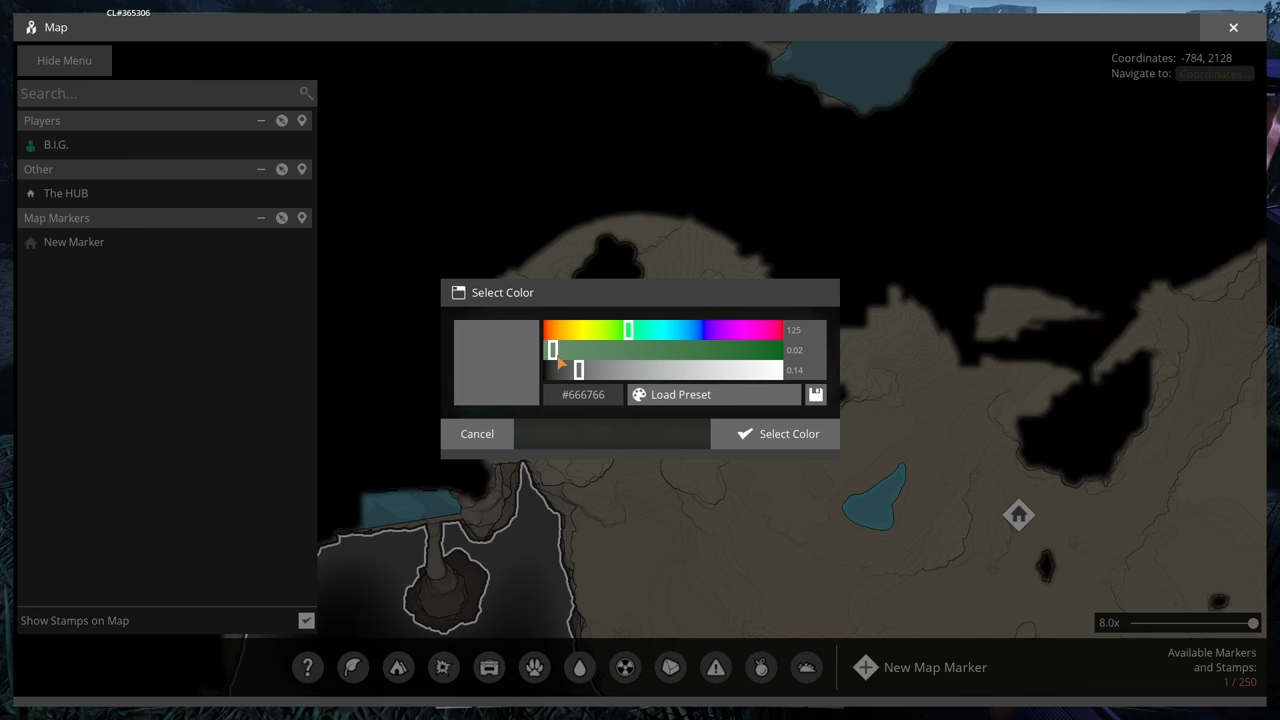 CL#365306
Map
Hide Menu
Coordinates: -784, 2128
Navigate to: Coordinates...
Search...
Players
B.I.G.
Other
The HUB
Map Markers
New Marker
Select Color
125
0.02
0.14
#666766
Load Preset
Cancel
Select Color
Show Stamps on Map
8.0x
New Map Marker
Available Markers
and Stamps:
1 / 250